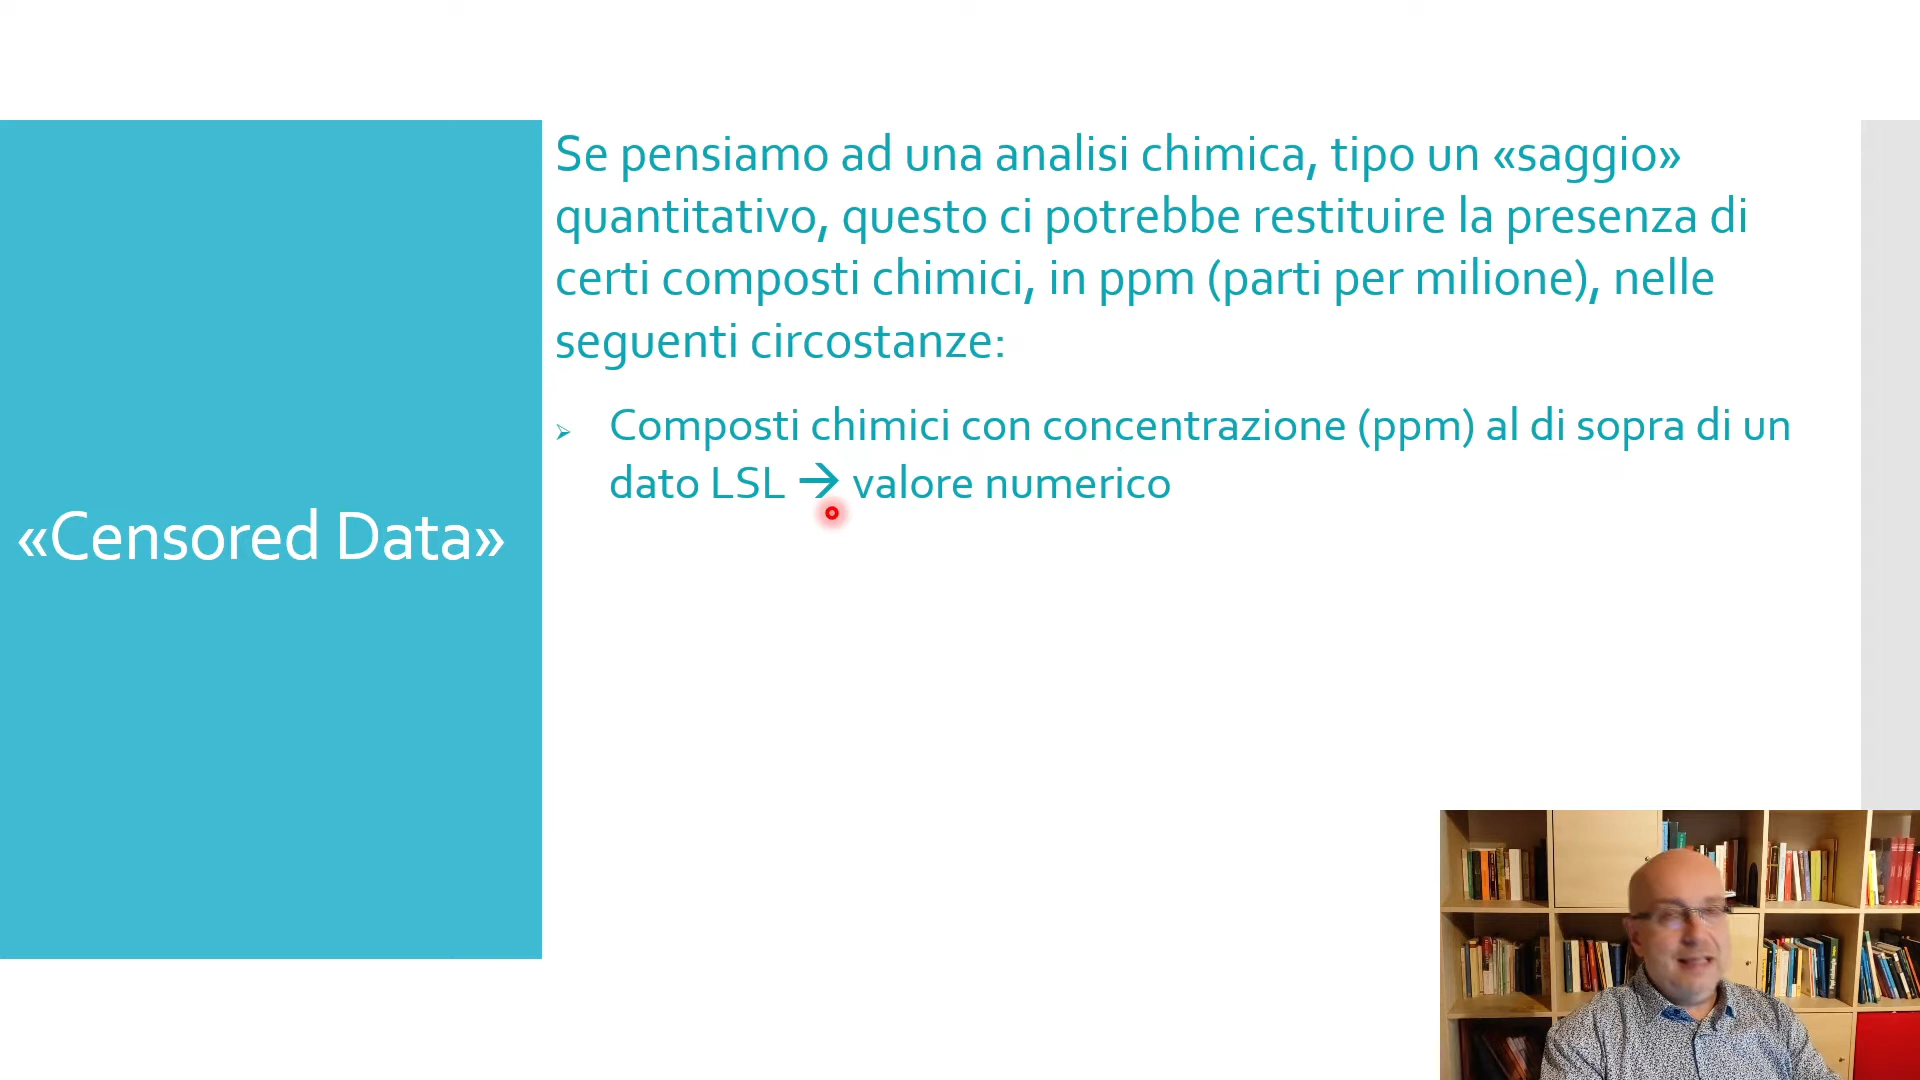 «Censored Data»
Se pensiamo ad una analisi chimica, tipo un «saggio»
quantitativo, questo ci potrebbe restituire la presenza di
certi composti chimici, in ppm (parti per milione), nelle
seguenti circostanze:
➢ Composti chimici con concentrazione (ppm) al di sopra di un
dato LSL → valore numerico